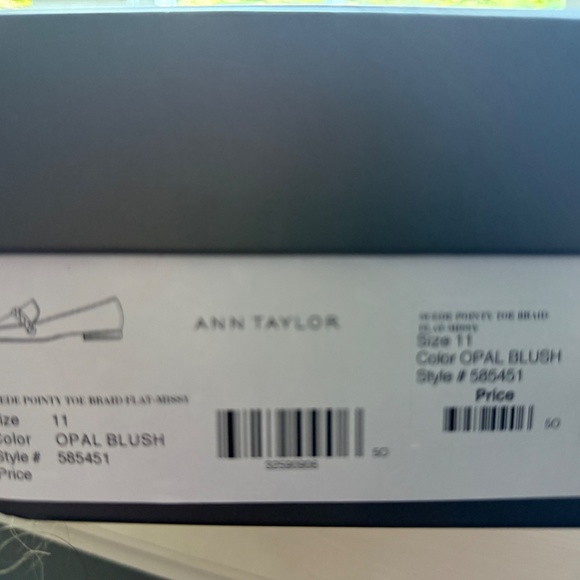 ANN TAYLOR
SUEDE POINTY TOE BRAID
FLAT-MISSY
Size 11
Color OPAL BLUSH
Style # 585451
Price
SO
EDE POINTY TOE BRAID FLAT-MISSY
ize 11
Color OPAL BLUSH
Style # 585451
Price
SO